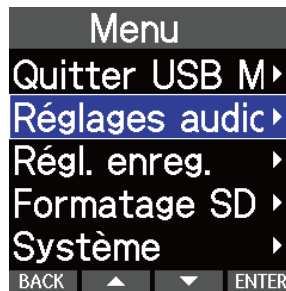 Menu
Quitter USB M
Réglages audic
Régl. enreg.
Formatage SD
Système
BACK ENTER